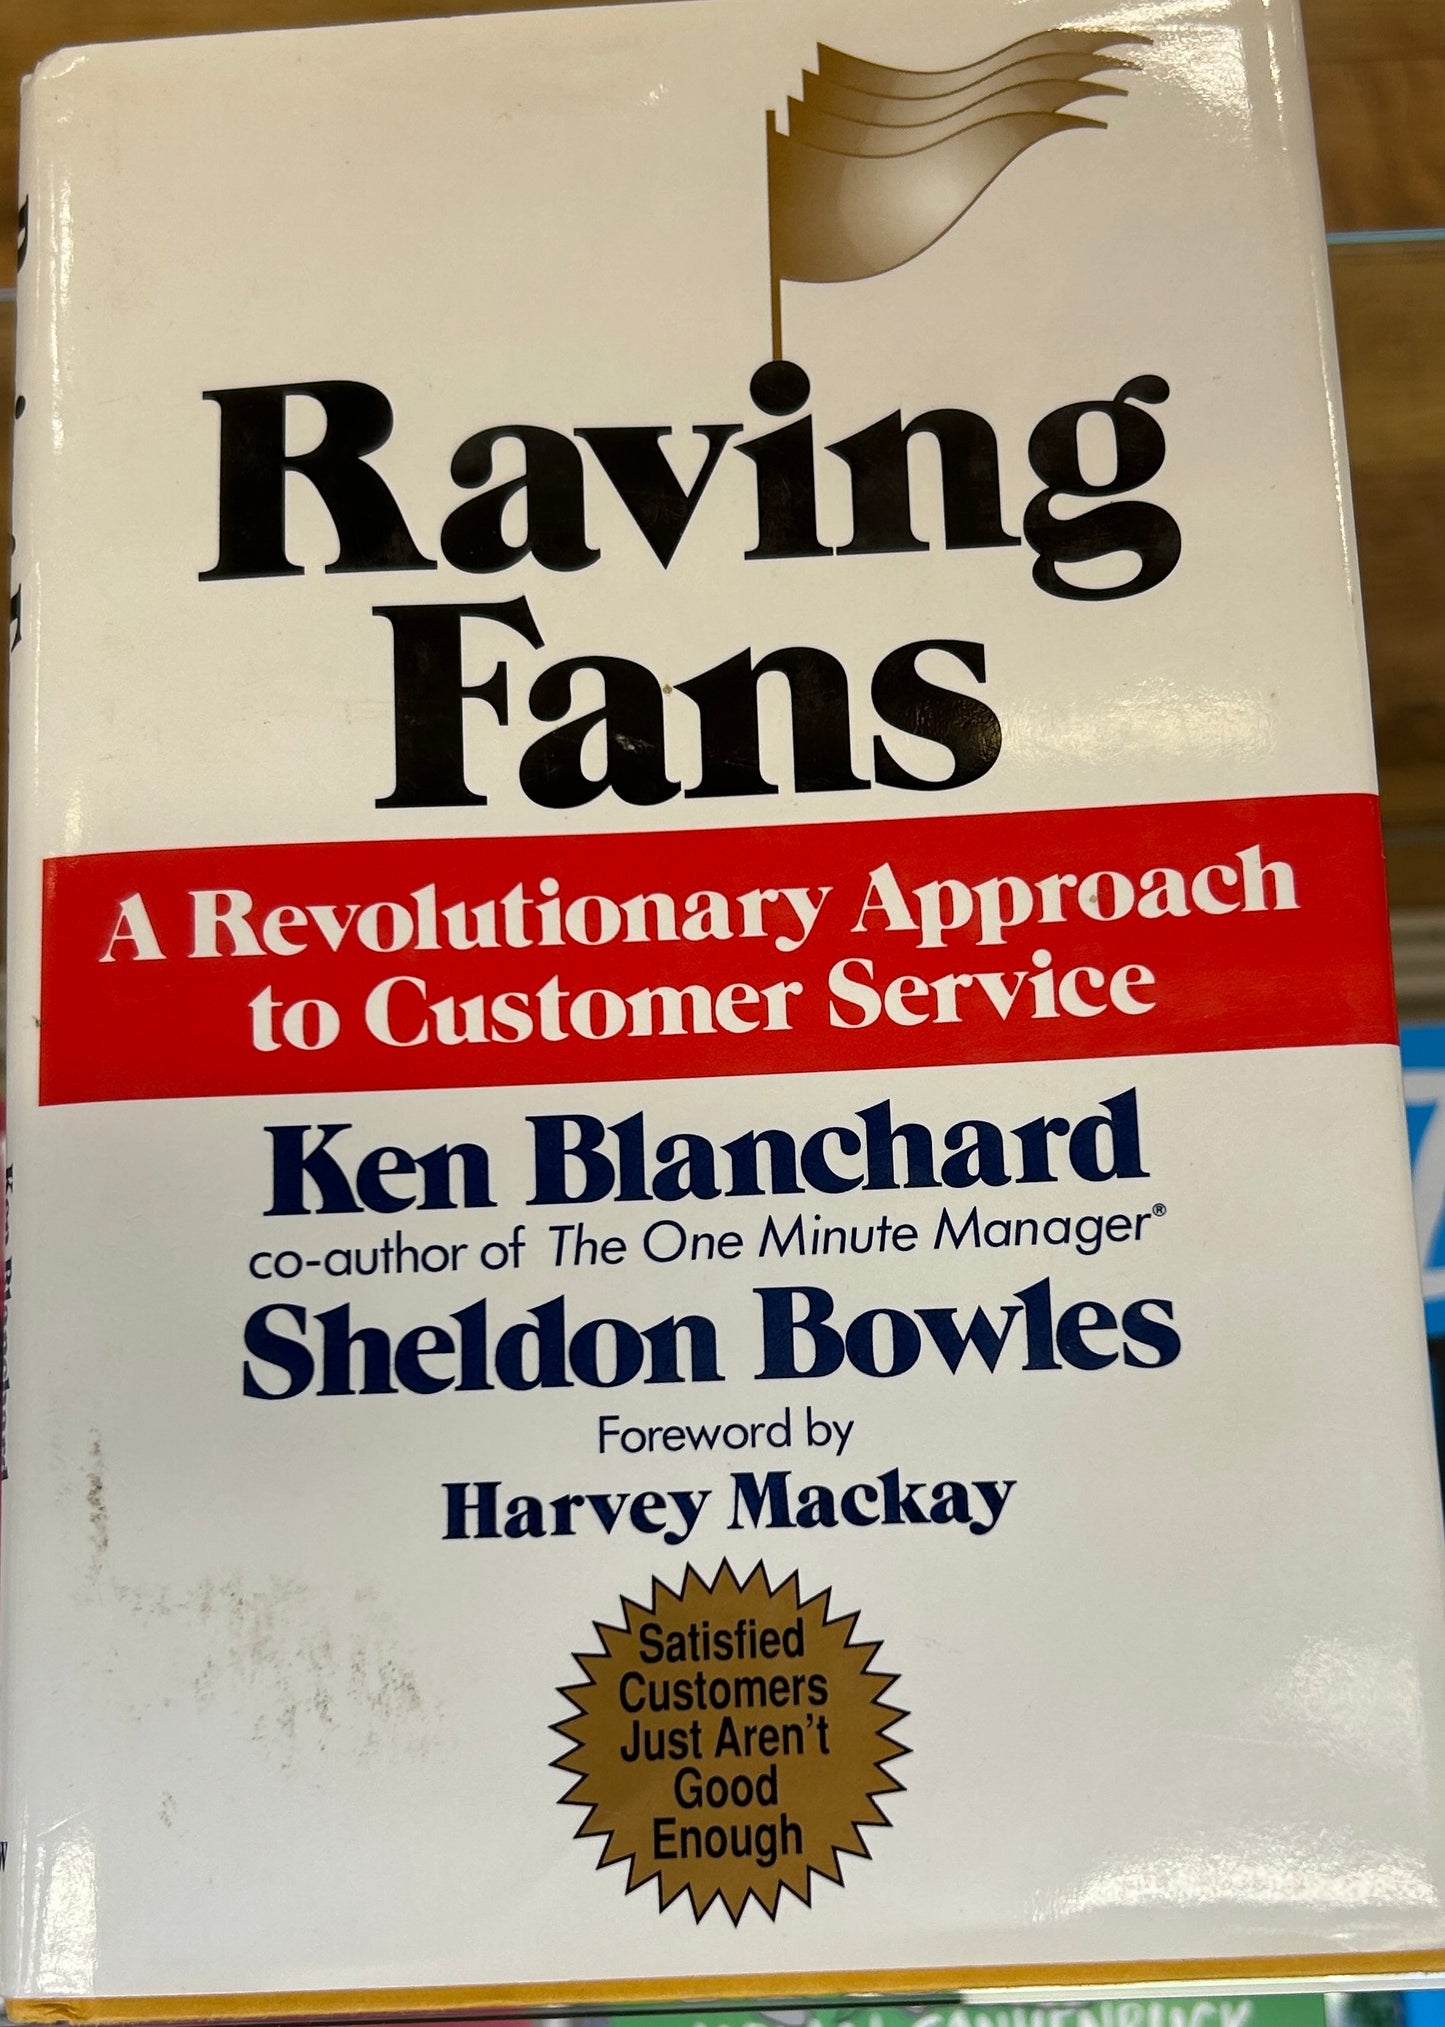 Raving
Fans
A Revolutionary Approach
to Customer Service
Ken Blanchard
co-author of The One Minute Manager®
Sheldon Bowles
Foreword by
Harvey Mackay
Satisfied
Customers
Just Aren't
Good
Enough